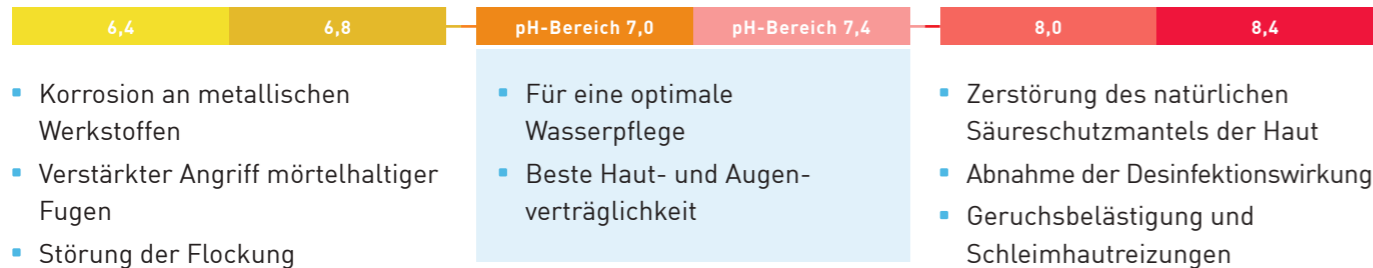 6,4 6,8 pH-Bereich 7,0 pH-Bereich 7,4 8,0 8,4
▪ Korrosion an metallischen
Werkstoffen
▪ Verstärkter Angriff mörtelhaltiger
Fugen
▪ Störung der Flockung
▪ Für eine optimale
Wasserpflege
▪ Beste Haut- und Augen-
verträglichkeit
▪ Zerstörung des natürlichen
Säureschutzmantels der Haut
▪ Abnahme der Desinfektionswirkung
▪ Geruchsbelästigung und
Schleimhautreizungen